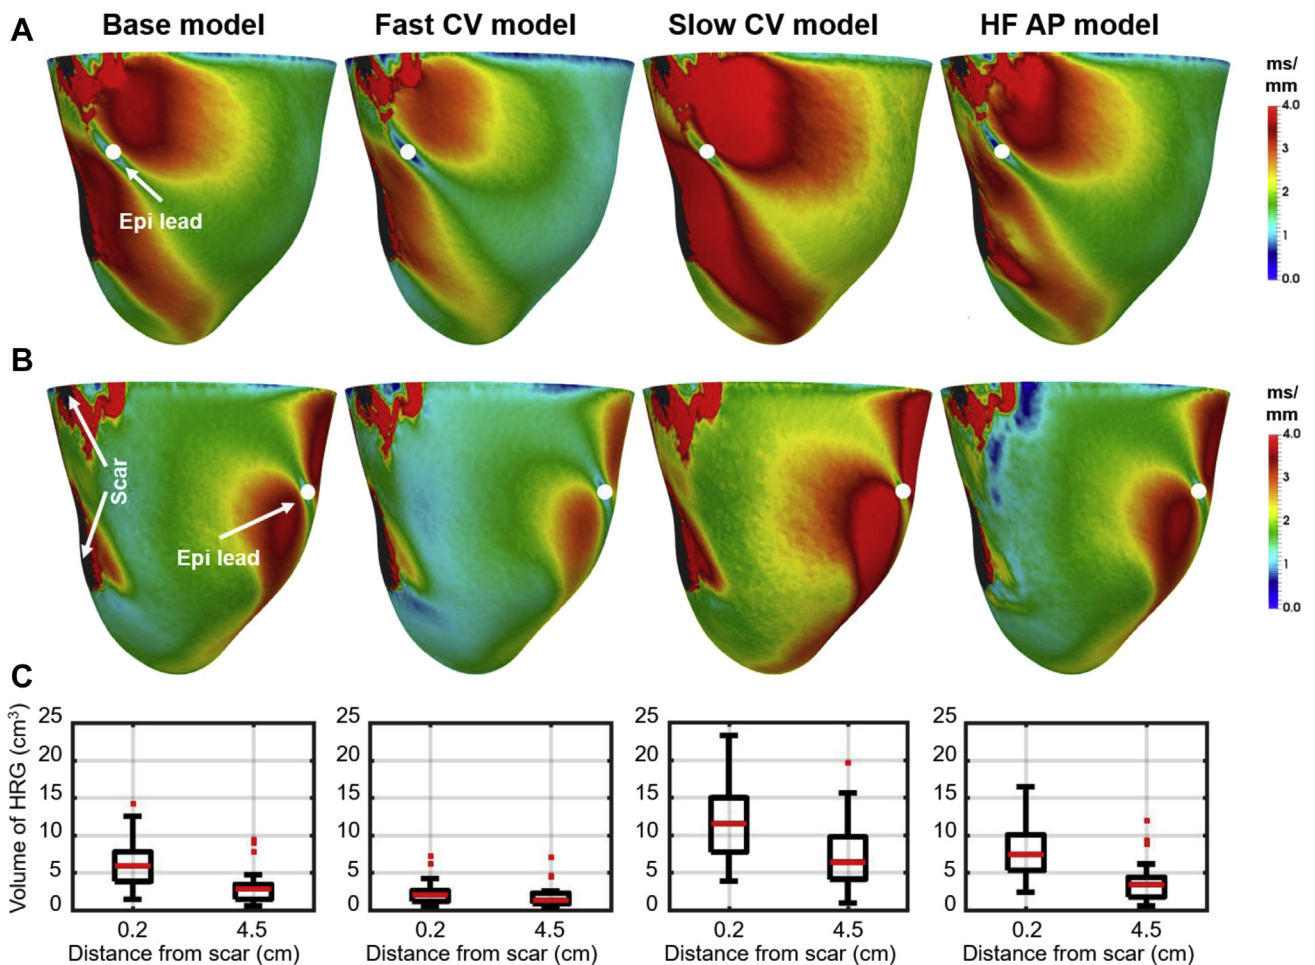 A
Base model
Fast CV model
Slow CV model
HF AP model
ms/
mm
4.0
3
2
1
0.0
Epi lead
B
ms/
mm
4.0
3
2
1
0.0
Scar
Epi lead
C
Volume of HRG (cm³)
25
20
15
10
5
0
0.2
4.5
Distance from scar (cm)
25
20
15
10
5
0
0.2
4.5
Distance from scar (cm)
25
20
15
10
5
0
0.2
4.5
Distance from scar (cm)
25
20
15
10
5
0
0.2
4.5
Distance from scar (cm)